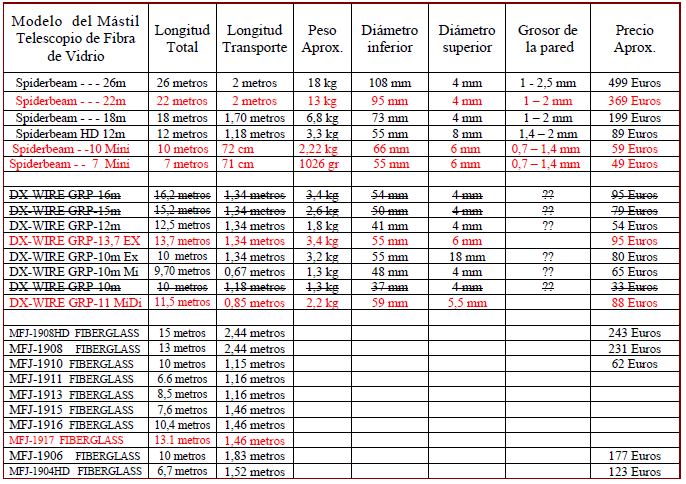 Modelo del Mástil Telescopio de Fibra de Vidrio Longitud Total Longitud Transporte Peso Aprox. Diámetro inferior Diámetro superior Grosor de la pared Precio Aprox.
Spiderbeam - - - 26m 26 metros 2 metros 18 kg 108 mm 4 mm 1 - 2,5 mm 499 Euros
Spiderbeam - - - 22m 22 metros 2 metros 13 kg 95 mm 4 mm 1 – 2 mm 369 Euros
Spiderbeam - - - 18m 18 metros 1,70 metros 6,8 kg 73 mm 4 mm 1 – 2 mm 199 Euros
Spiderbeam HD 12m 12 metros 1,18 metros 3,3 kg 55 mm 8 mm 1,4 – 2 mm 89 Euros
Spiderbeam - -10 Mini 10 metros 72 cm 2,22 kg 66 mm 6 mm 0,7 – 1,4 mm 59 Euros
Spiderbeam - - 7 Mini 7 metros 71 cm 1026 gr 55 mm 6 mm 0,7 – 1,4 mm 49 Euros
DX-WIRE GRP-16m 16,2 metros 1,34 metros 3,4 kg 54 mm 4 mm ?? 95 Euros
DX-WIRE GRP-15m 15,2 metros 1,34 metros 2,6 kg 50 mm 4 mm ?? 79 Euros
DX-WIRE GRP-12m 12,5 metros 1,34 metros 1,8 kg 41 mm 4 mm ?? 54 Euros
DX-WIRE GRP-13,7 EX 13,7 metros 1,34 metros 3,4 kg 55 mm 6 mm 95 Euros
DX-WIRE GRP-10m Ex 10 metros 1,34 metros 3,2 kg 55 mm 18 mm ?? 80 Euros
DX-WIRE GRP-10m Mi 9,70 metros 0,67 metros 1,3 kg 48 mm 4 mm ?? 65 Euros
DX-WIRE GRP-10m 10 metros 1,18 metros 1,3 kg 37 mm 4 mm ?? 33 Euros
DX-WIRE GRP-11 MiDi 11,5 metros 0,85 metros 2,2 kg 59 mm 5,5 mm 88 Euros
MFJ-1908HD FIBERGLASS 15 metros 2,44 metros 243 Euros
MFJ-1908 FIBERGLASS 13 metros 2,44 metros 231 Euros
MFJ-1910 FIBERGLASS 10 metros 1,15 metros 62 Euros
MFJ-1911 FIBERGLASS 6.6 metros 1,16 metros
MFJ-1913 FIBERGLASS 8,5 metros 1,16 metros
MFJ-1915 FIBERGLASS 7,6 metros 1,46 metros
MFJ-1916 FIBERGLASS 10,4 metros 1,46 metros
MFJ-1917 FIBERGLASS 13.1 metros 1,46 metros
MFJ-1906 FIBERGLASS 10 metros 1,83 metros 177 Euros
MFJ-1904HD FIBERGLASS 6,7 metros 1,52 metros 123 Euros